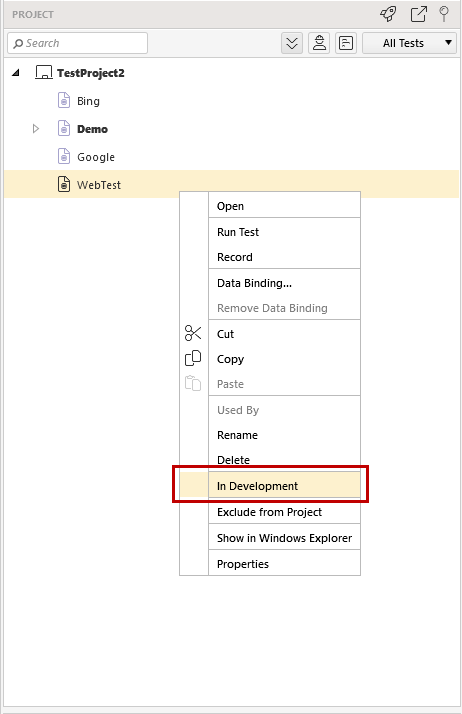 PROJECT
Search
All Tests
TestProject2
Bing
Demo
Google
WebTest
Open
Run Test
Record
Data Binding...
Remove Data Binding
Cut
Copy
Paste
Used By
Rename
Delete
In Development
Exclude from Project
Show in Windows Explorer
Properties